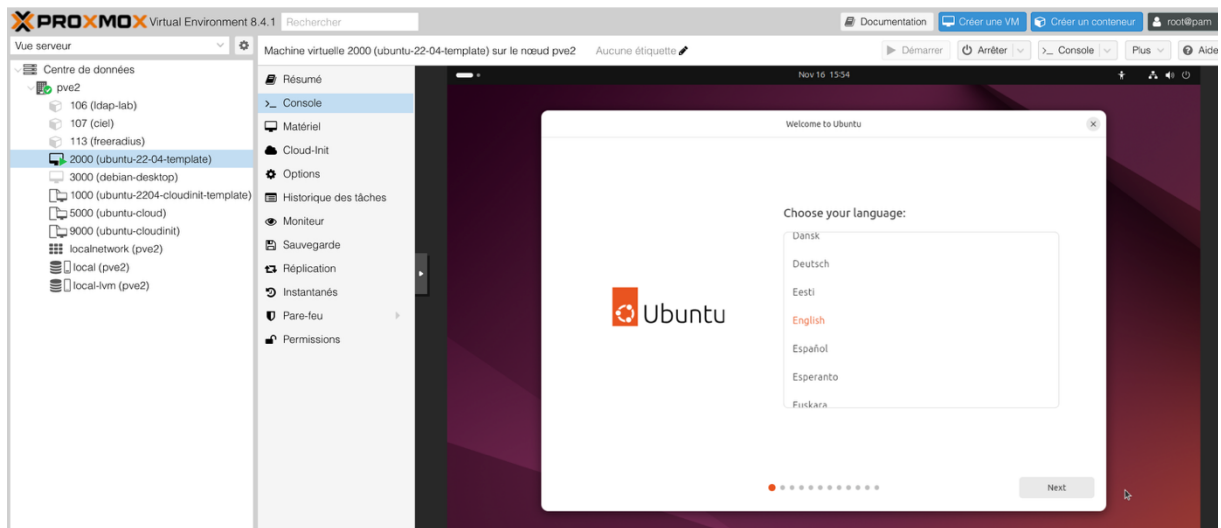 PROXMOX Virtual Environment 8.4.1 Rechercher Documentation Créer une VM Créer un conteneur root@pam
Vue serveur
Machine virtuelle 2000 (ubuntu-22-04-template) sur le nœud pve2 Aucune étiquette Démarrer Arrêter Console Plus Aide
Centre de données
pve2
106 (ldap-lab)
107 (ciel)
113 (freeradius)
2000 (ubuntu-22-04-template)
3000 (debian-desktop)
1000 (ubuntu-2204-cloudinit-template)
5000 (ubuntu-cloud)
9000 (ubuntu-cloudinit)
localnetwork (pve2)
local (pve2)
local-lvm (pve2)
Résumé
>_ Console
Matériel
Cloud-Init
Options
Historique des tâches
Moniteur
Sauvegarde
Réplication
Instantanés
Pare-feu
Permissions
Nov 16 15:54
Welcome to Ubuntu
Ubuntu
Choose your language:
Dansk
Deutsch
Eesti
English
Español
Esperanto
Euskara
Next